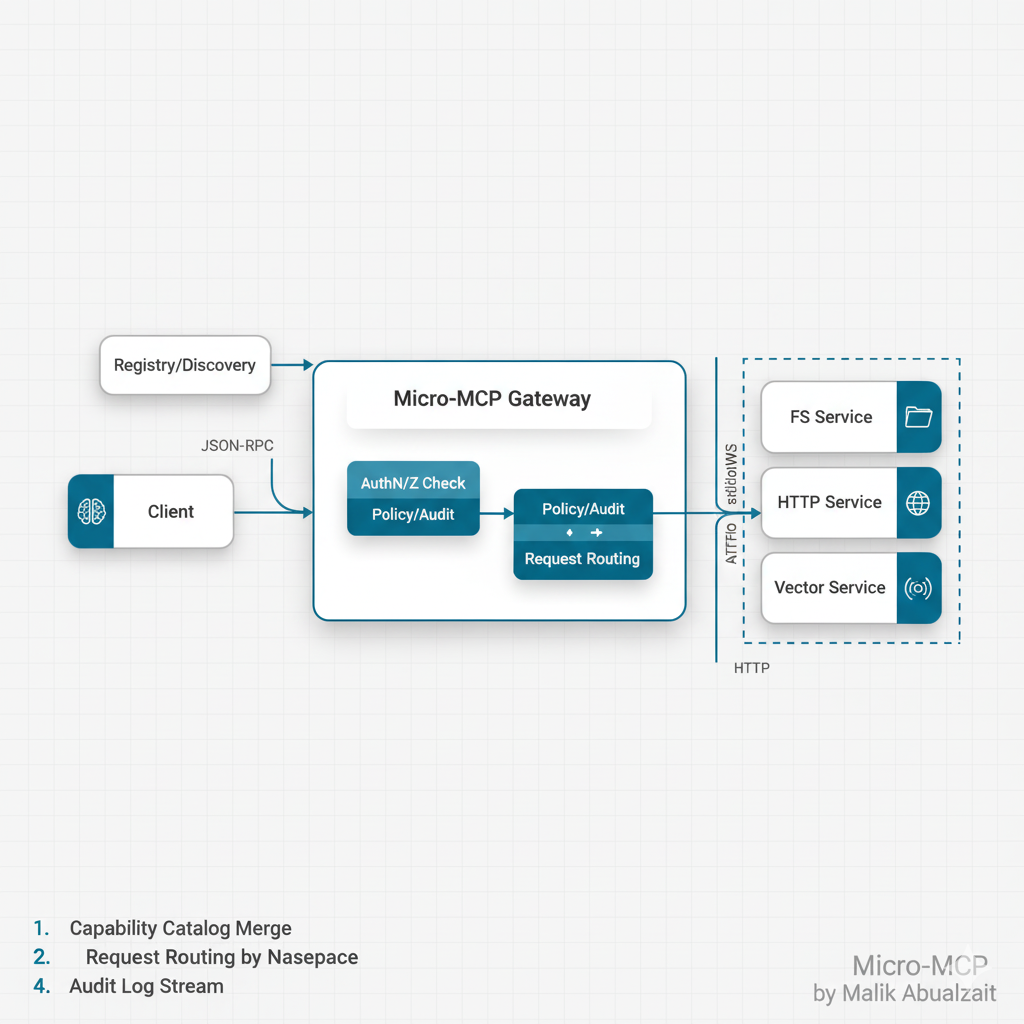 Registry/Discovery
Micro-MCP Gateway
JSON-RPC
Client
AuthN/Z Check
Policy/Audit
Policy/Audit
Request Routing
FS Service
HTTP Service
Vector Service
HTTP
1. Capability Catalog Merge
2. Request Routing by Nasepace
4. Audit Log Stream
Micro-MCP
by Malik Abualzait